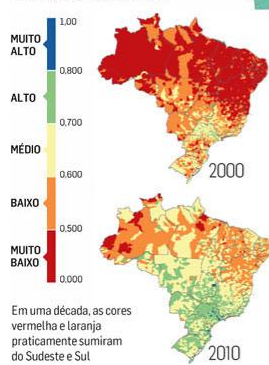 1,00
MUITO
ALTO
0,800
ALTO
0,700
MÉDIO
0,600
BAIXO
0,500
MUITO
BAIXO
0,000
2000
Em uma década, as cores
vermelha e laranja
praticamente sumiram
do Sudeste e Sul
2010